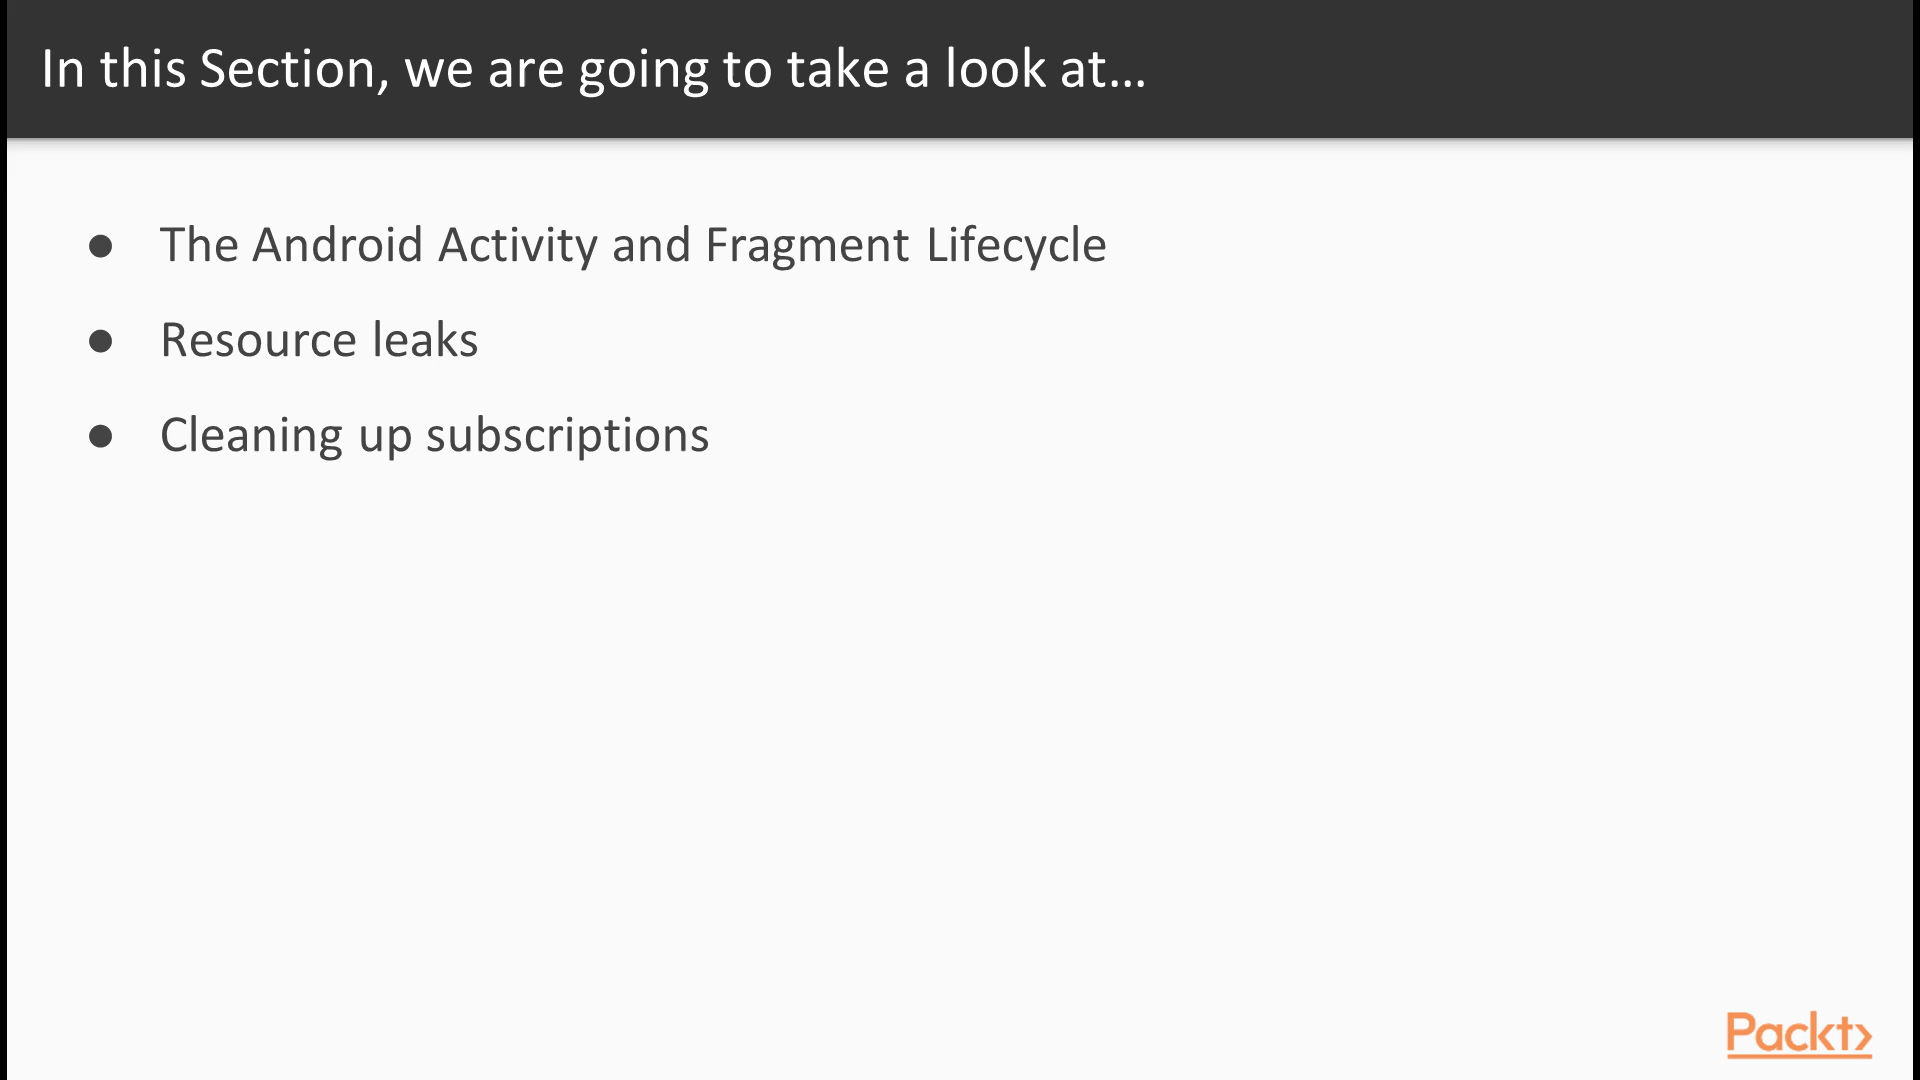 In this Section, we are going to take a look at...
● The Android Activity and Fragment Lifecycle
● Resource leaks
● Cleaning up subscriptions
Packt>